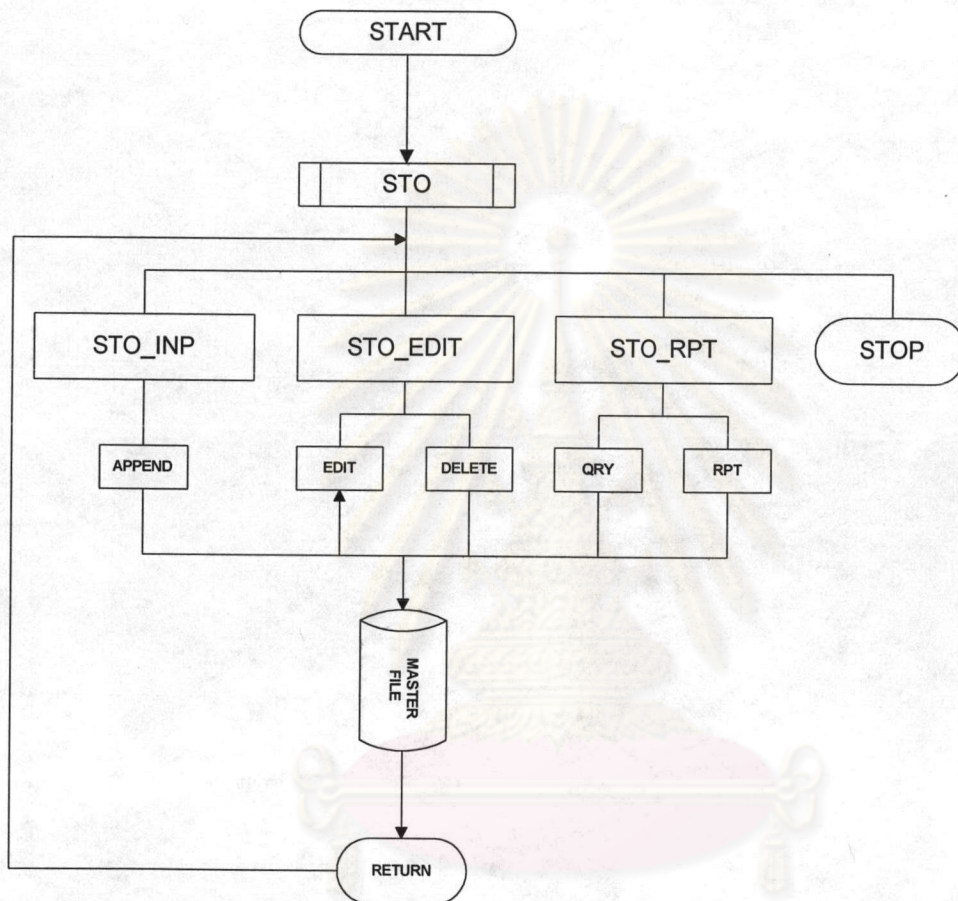 START
STO
STO_INP
STO_EDIT
STO_RPT
STOP
APPEND
EDIT
DELETE
QRY
RPT
MASTER
FILE
RETURN